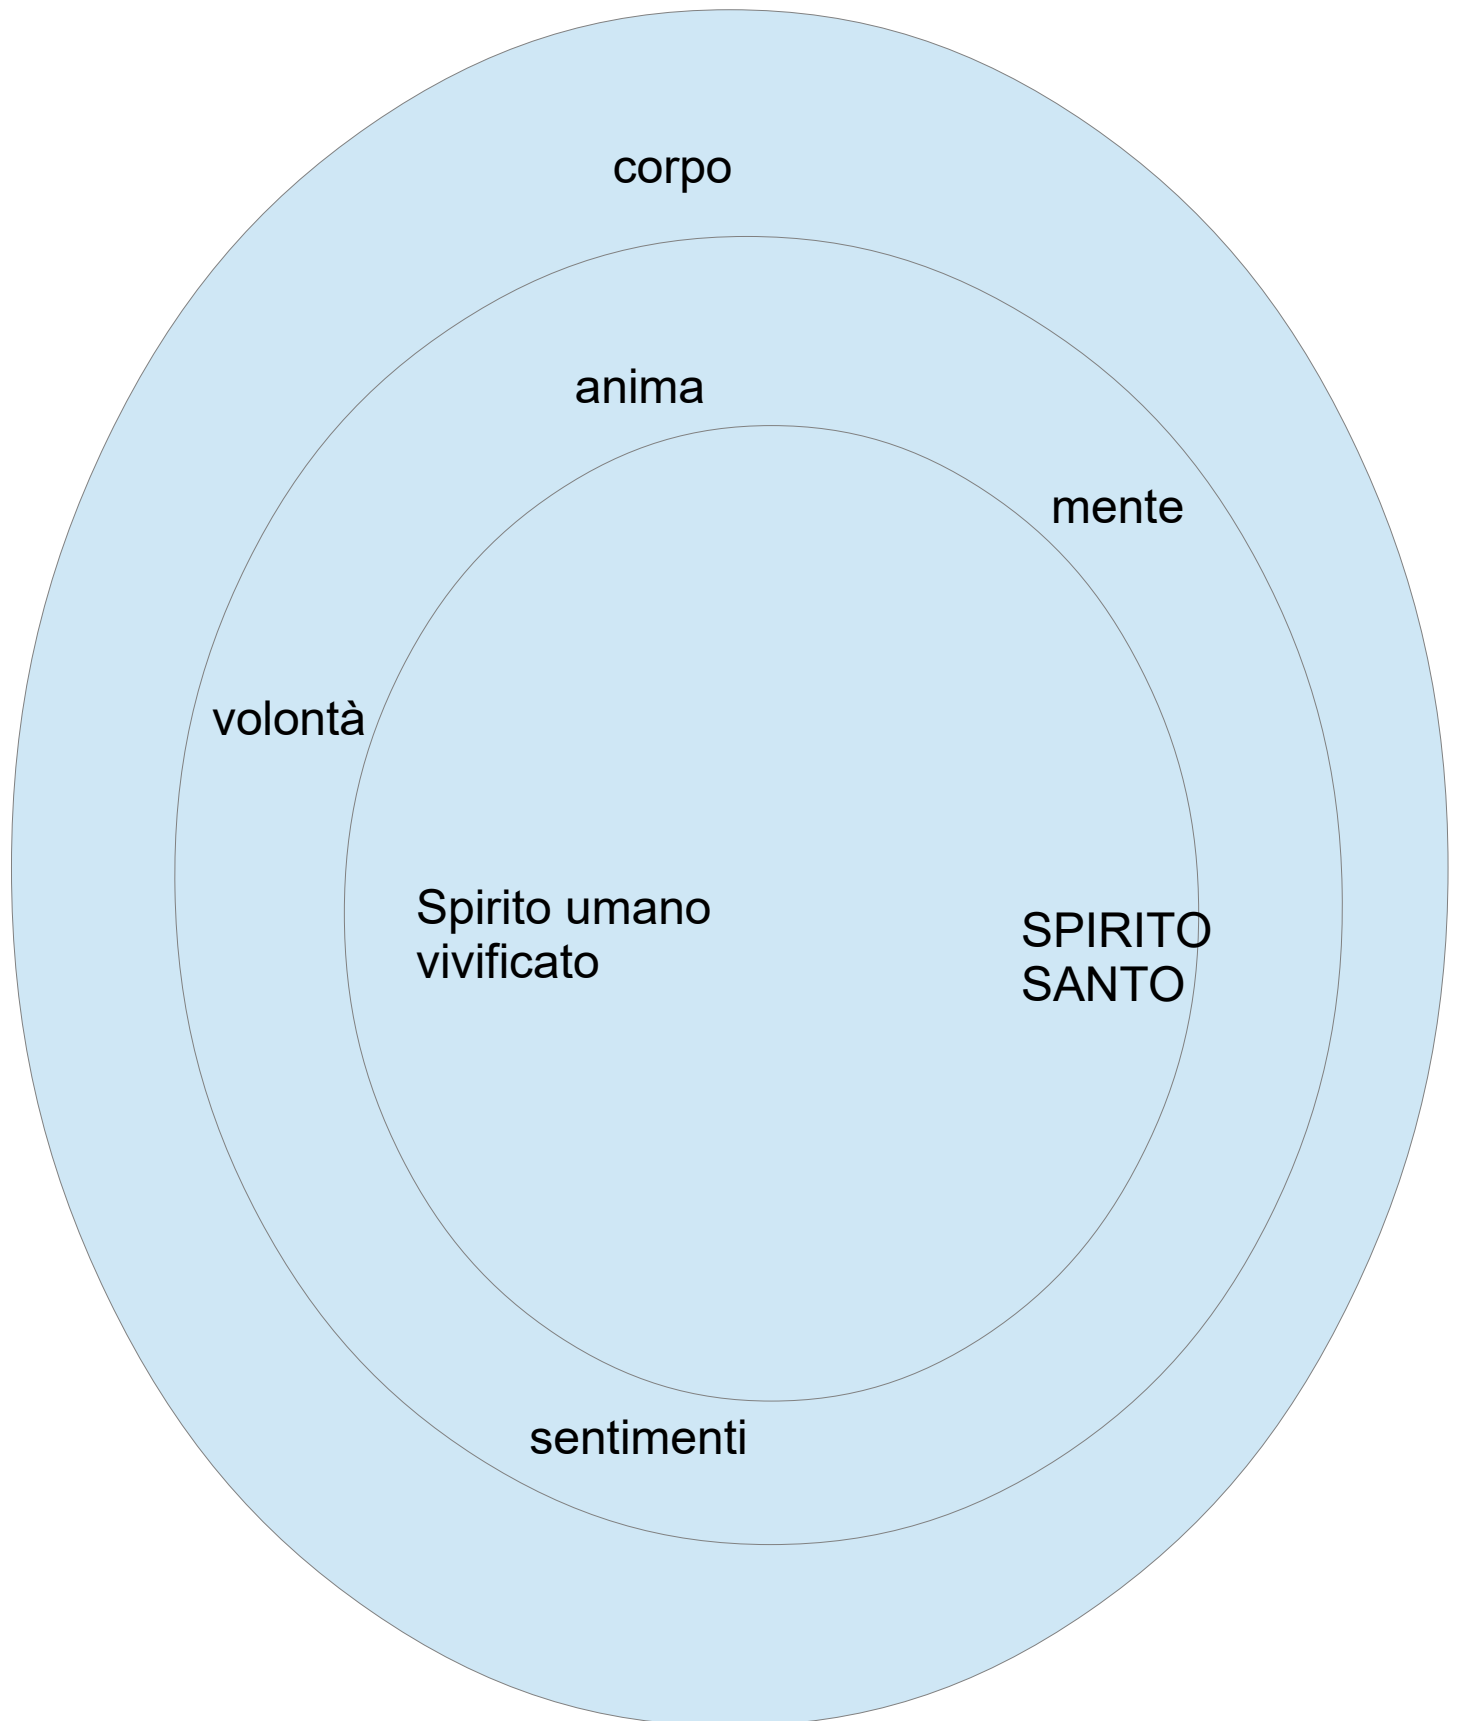 corpo
anima
mente
volontà
Spirito umano
vivificato
SPIRITO
SANTO
sentimenti